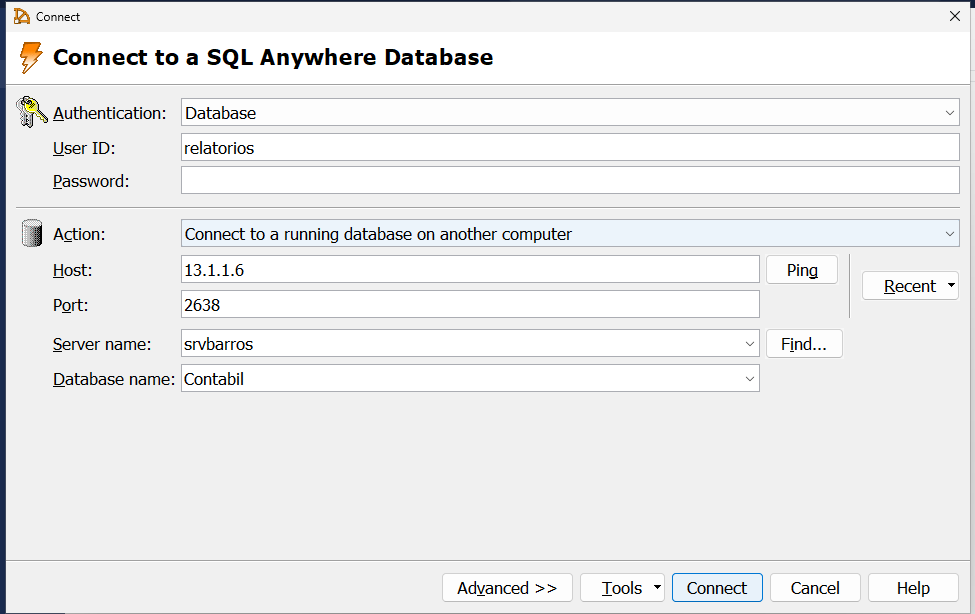 Connect
Connect to a SQL Anywhere Database
Authentication: Database
User ID: relatorios
Password:
Action: Connect to a running database on another computer
Host: 13.1.1.6 Ping
Recent
Port: 2638
Server name: srvbarros Find...
Database name: Contabil
Advanced >> Tools Connect Cancel Help